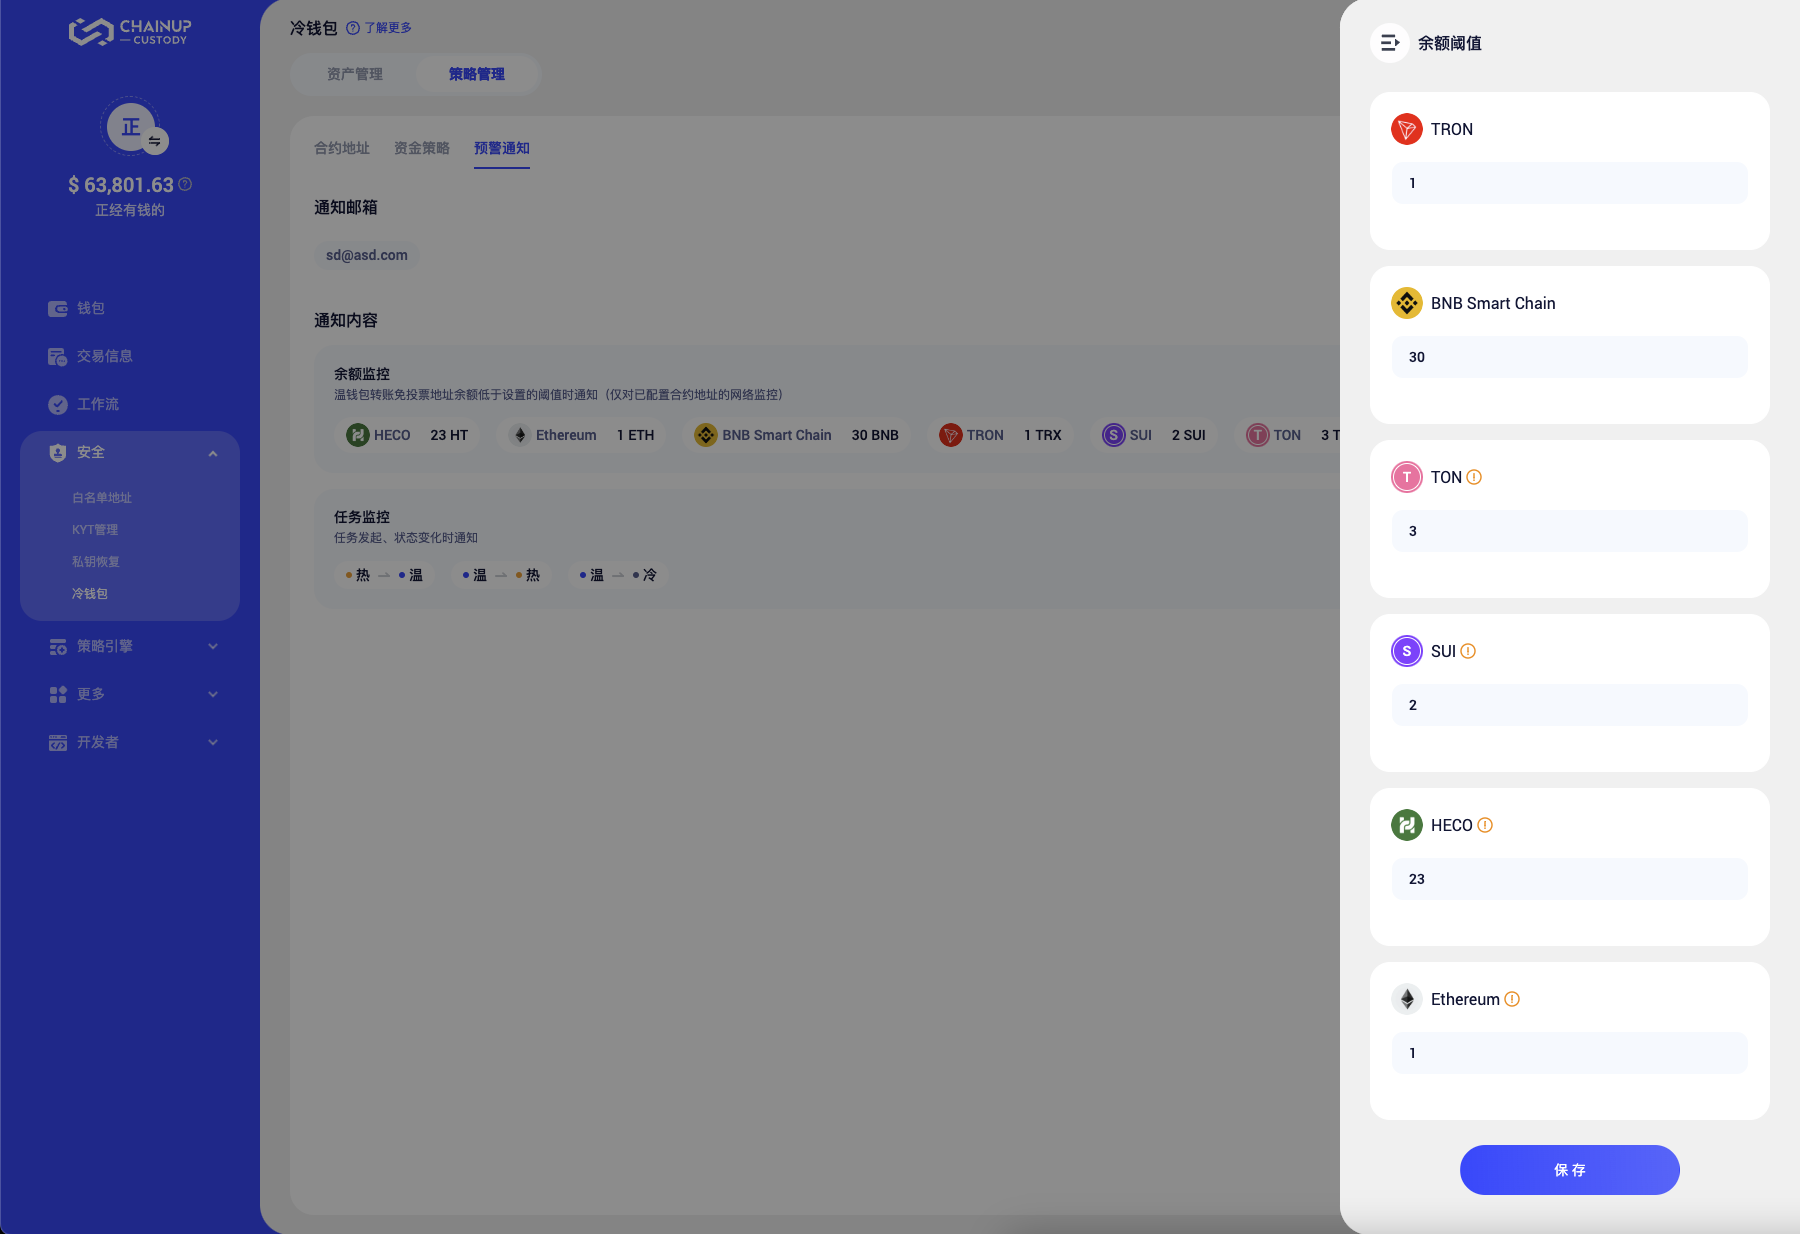 CHAINUP
CUSTODY
正
$ 63,801.63
正经有钱的
钱包
交易信息
工作流
安全
白名单地址
KYT管理
私钥恢复
冷钱包
策略引擎
更多
开发者
冷钱包 了解更多
资产管理 策略管理
合约地址 资金策略 预警通知
通知邮箱
sd@asd.com
通知内容
余额监控
温钱包转账免投票地址余额低于设置的阈值时通知（仅对已配置合约地址的网络监控）
HECO 23 HT Ethereum 1 ETH BNB Smart Chain 30 BNB TRON 1 TRX S SUI 2 SUI T TON 3 T
任务监控
任务发起、状态变化时通知
热 温 温 热 温 冷
余额阈值
TRON
1
BNB Smart Chain
30
T TON
3
S SUI
2
HECO
23
Ethereum
1
保存